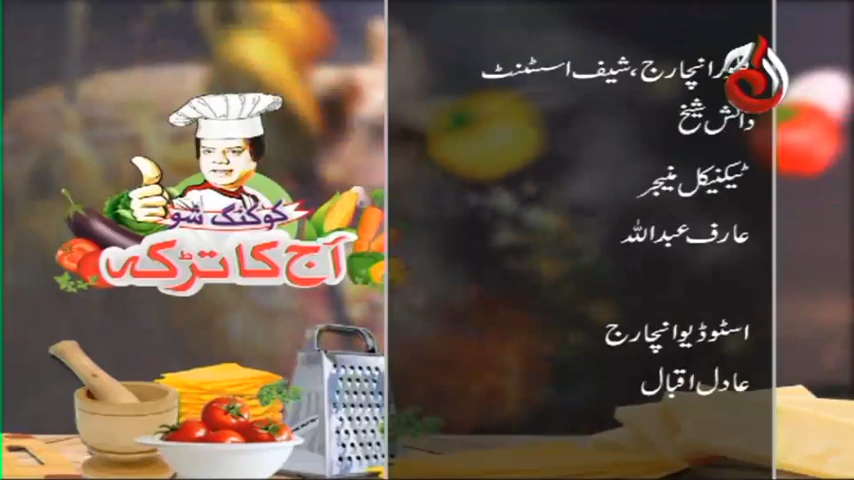 انچارج، شیف اسسٹنٹ
دانش شیخ
ٹیکنیکل منیجر
عارف عبداللہ
اسٹوڈیو انچارج
عادل اقبال
کوکنگ شو
آج کا تڑکہ